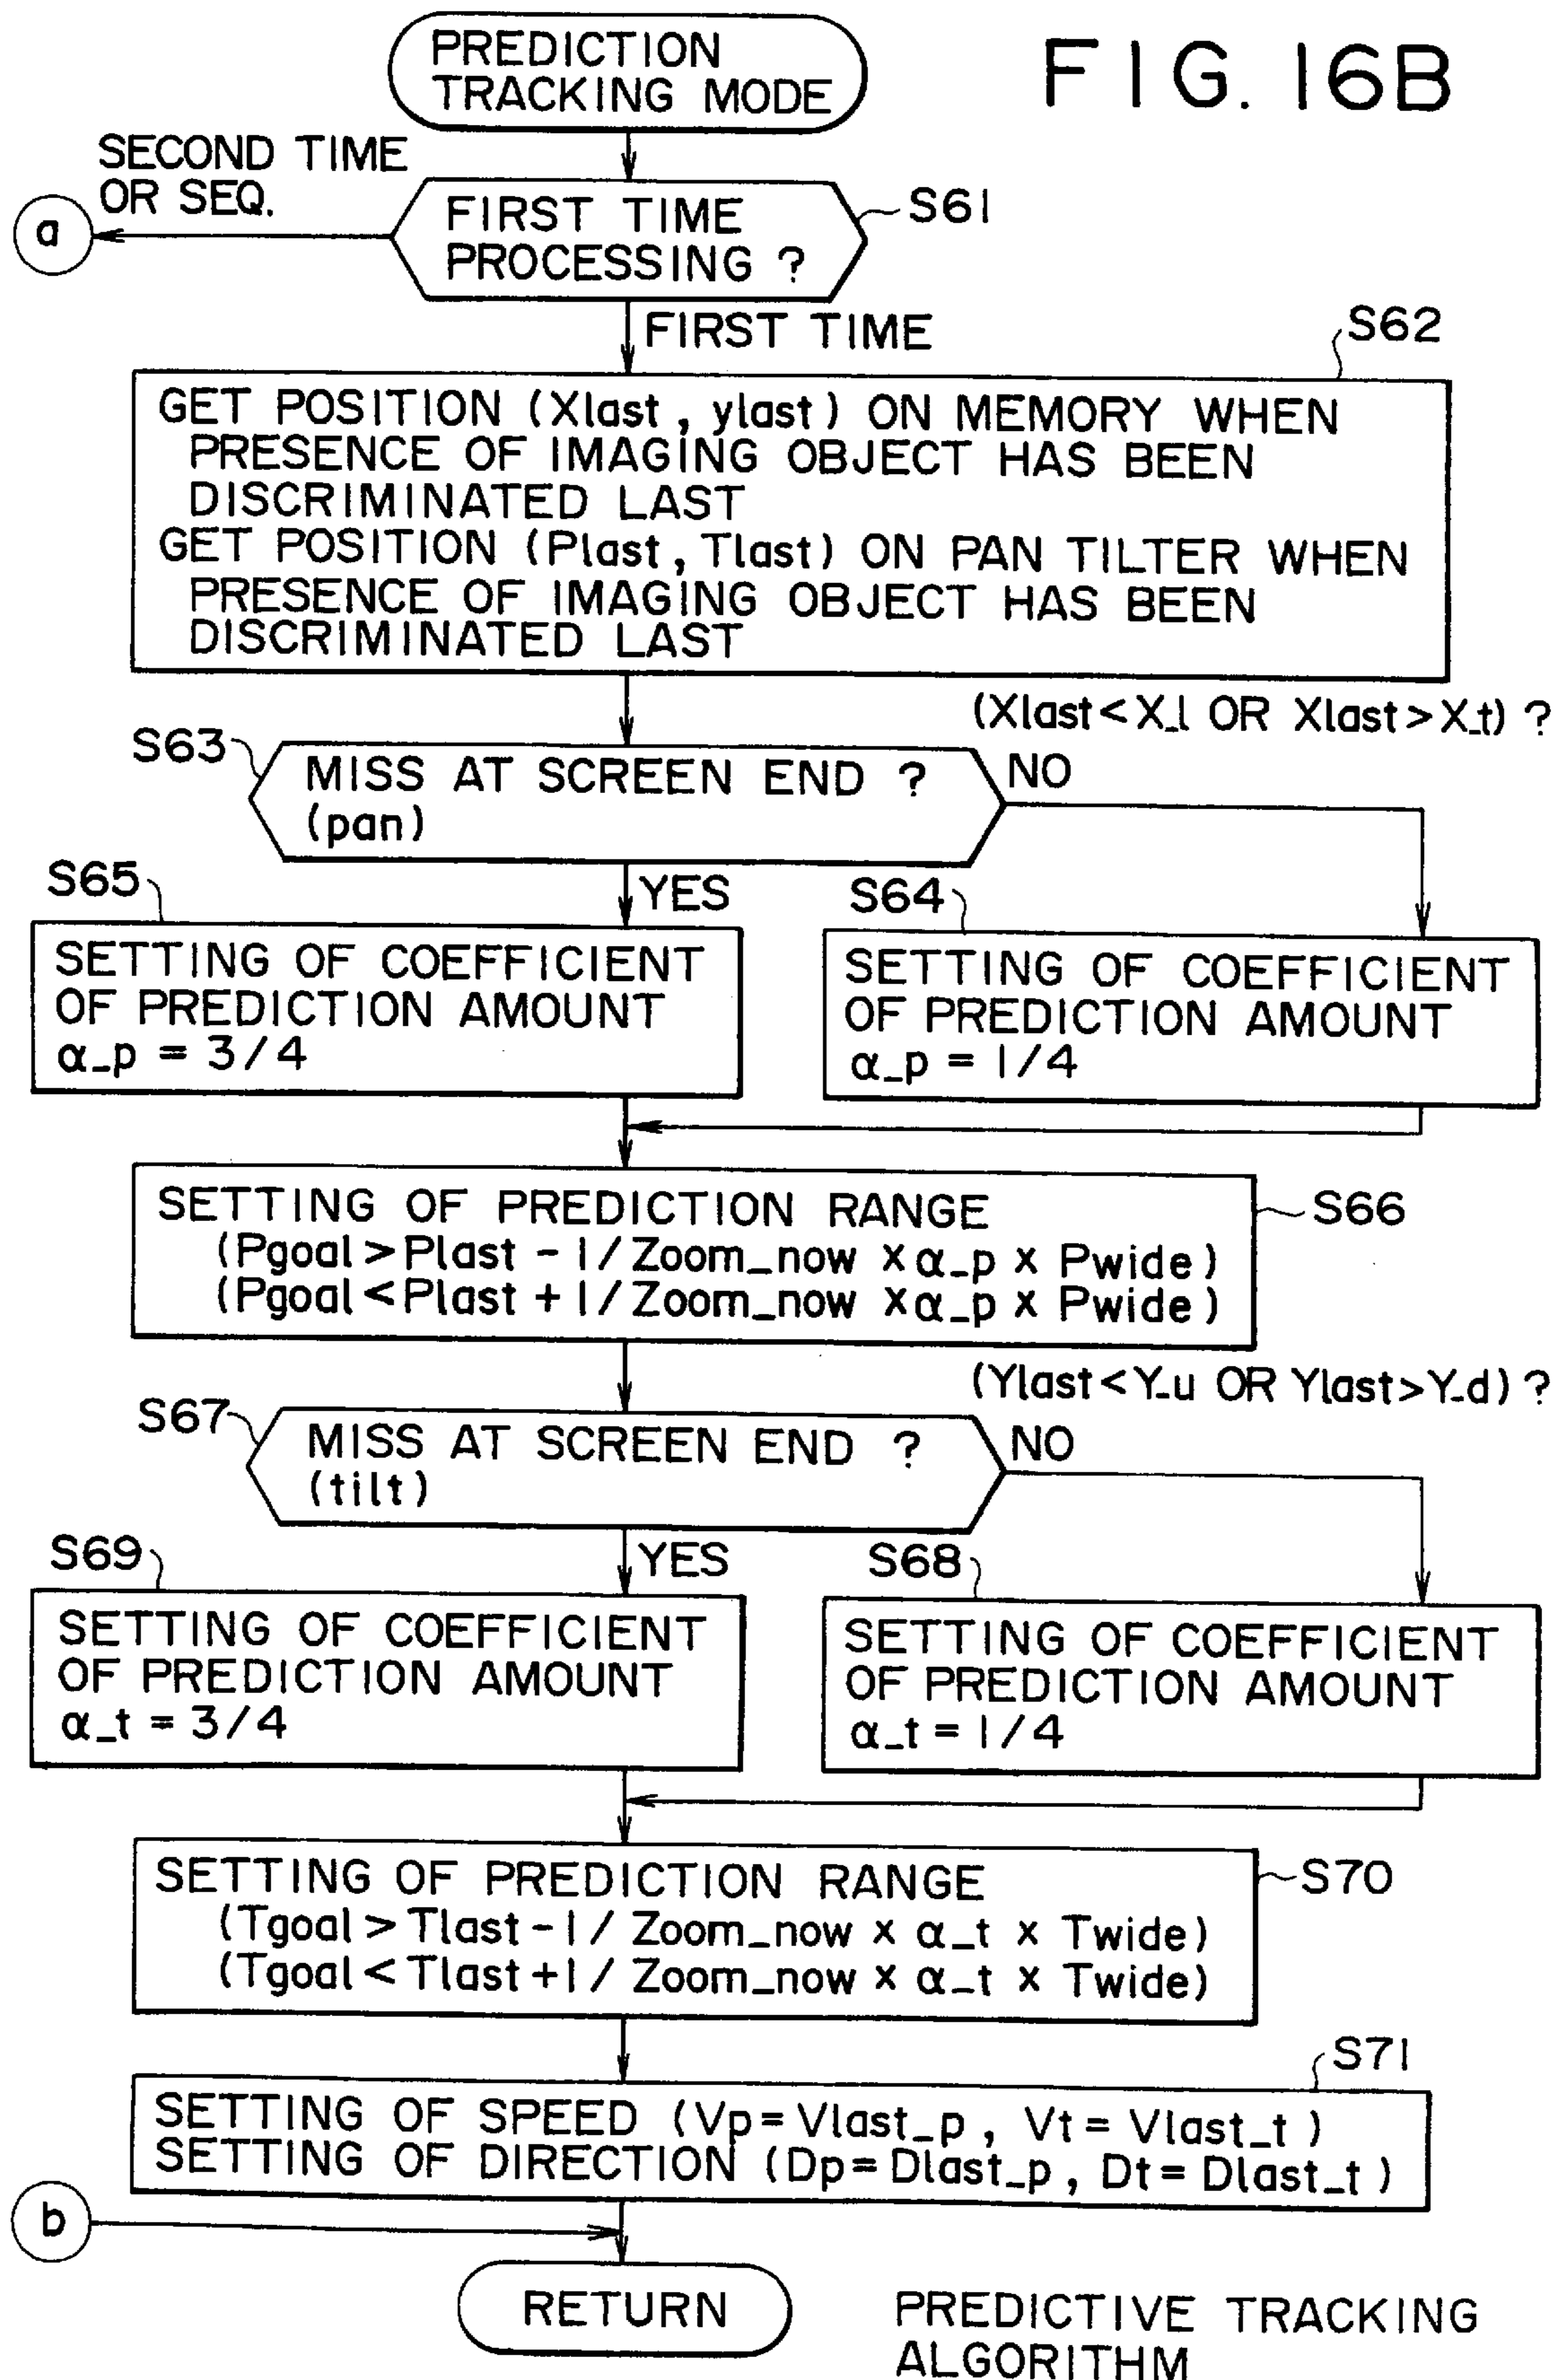 PREDICTION
TRACKING MODE
FIG. 16B
SECOND TIME
OR SEQ.
a
FIRST TIME
PROCESSING ?
S61
FIRST TIME
S62
GET POSITION (Xlast, ylast) ON MEMORY WHEN
PRESENCE OF IMAGING OBJECT HAS BEEN
DISCRIMINATED LAST
GET POSITION (Plast, Tlast) ON PAN TILTER WHEN
PRESENCE OF IMAGING OBJECT HAS BEEN
DISCRIMINATED LAST
(Xlast<X_l OR Xlast>X_t) ?
S63
MISS AT SCREEN END ?
(pan)
NO
YES
S65
SETTING OF COEFFICIENT
OF PREDICTION AMOUNT
α_p = 3/4
S64
SETTING OF COEFFICIENT
OF PREDICTION AMOUNT
α_p = 1/4
SETTING OF PREDICTION RANGE
(Pgoal>Plast - 1/Zoom_now xα_p x Pwide)
(Pgoal<Plast + 1/Zoom_now xα_p x Pwide)
S66
(Ylast<Y_u OR Ylast>Y_d) ?
S67
MISS AT SCREEN END ?
(tilt)
NO
YES
S69
SETTING OF COEFFICIENT
OF PREDICTION AMOUNT
α_t = 3/4
S68
SETTING OF COEFFICIENT
OF PREDICTION AMOUNT
α_t = 1/4
SETTING OF PREDICTION RANGE
(Tgoal > Tlast - 1 / Zoom_now x α_t x Twide)
(Tgoal < Tlast +1 / Zoom_now x α_t x Twide)
S70
S71
SETTING OF SPEED (Vp = Vlast_p, Vt = Vlast_t)
SETTING OF DIRECTION (Dp= Dlast_p, Dt= Dlast_t)
b
RETURN
PREDICTIVE TRACKING
ALGORITHM